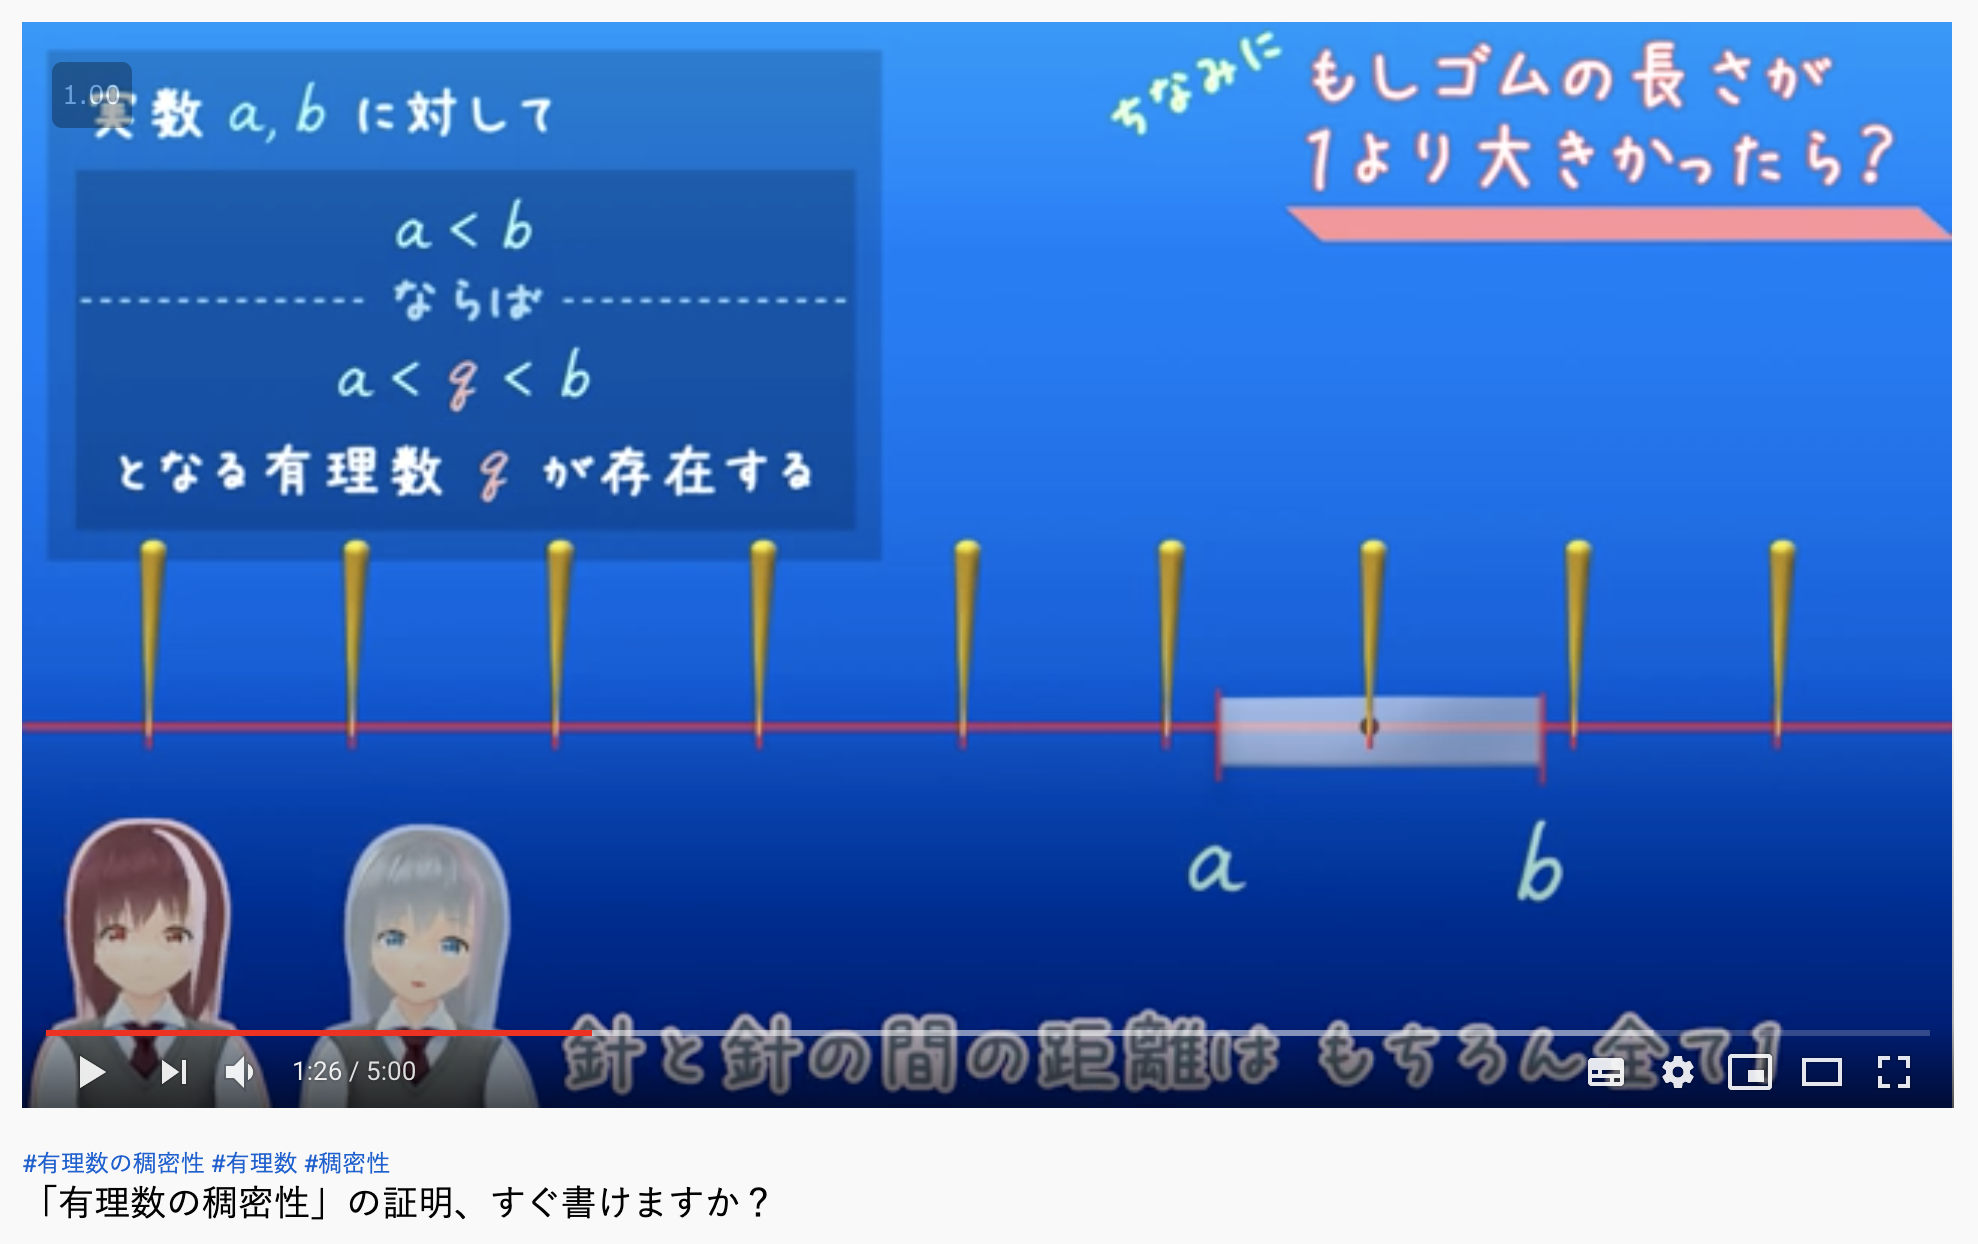 1.00
実数 a, b に対して
a < b
ならば
a < q < b
となる有理数 q が存在する
ちなみに
もしゴムの長さが
1より大きかったら?
a b
針と針の間の距離は もちろん全て1
1:26 / 5:00
#有理数の稠密性 #有理数 #稠密性
「有理数の稠密性」の証明、すぐ書けますか？